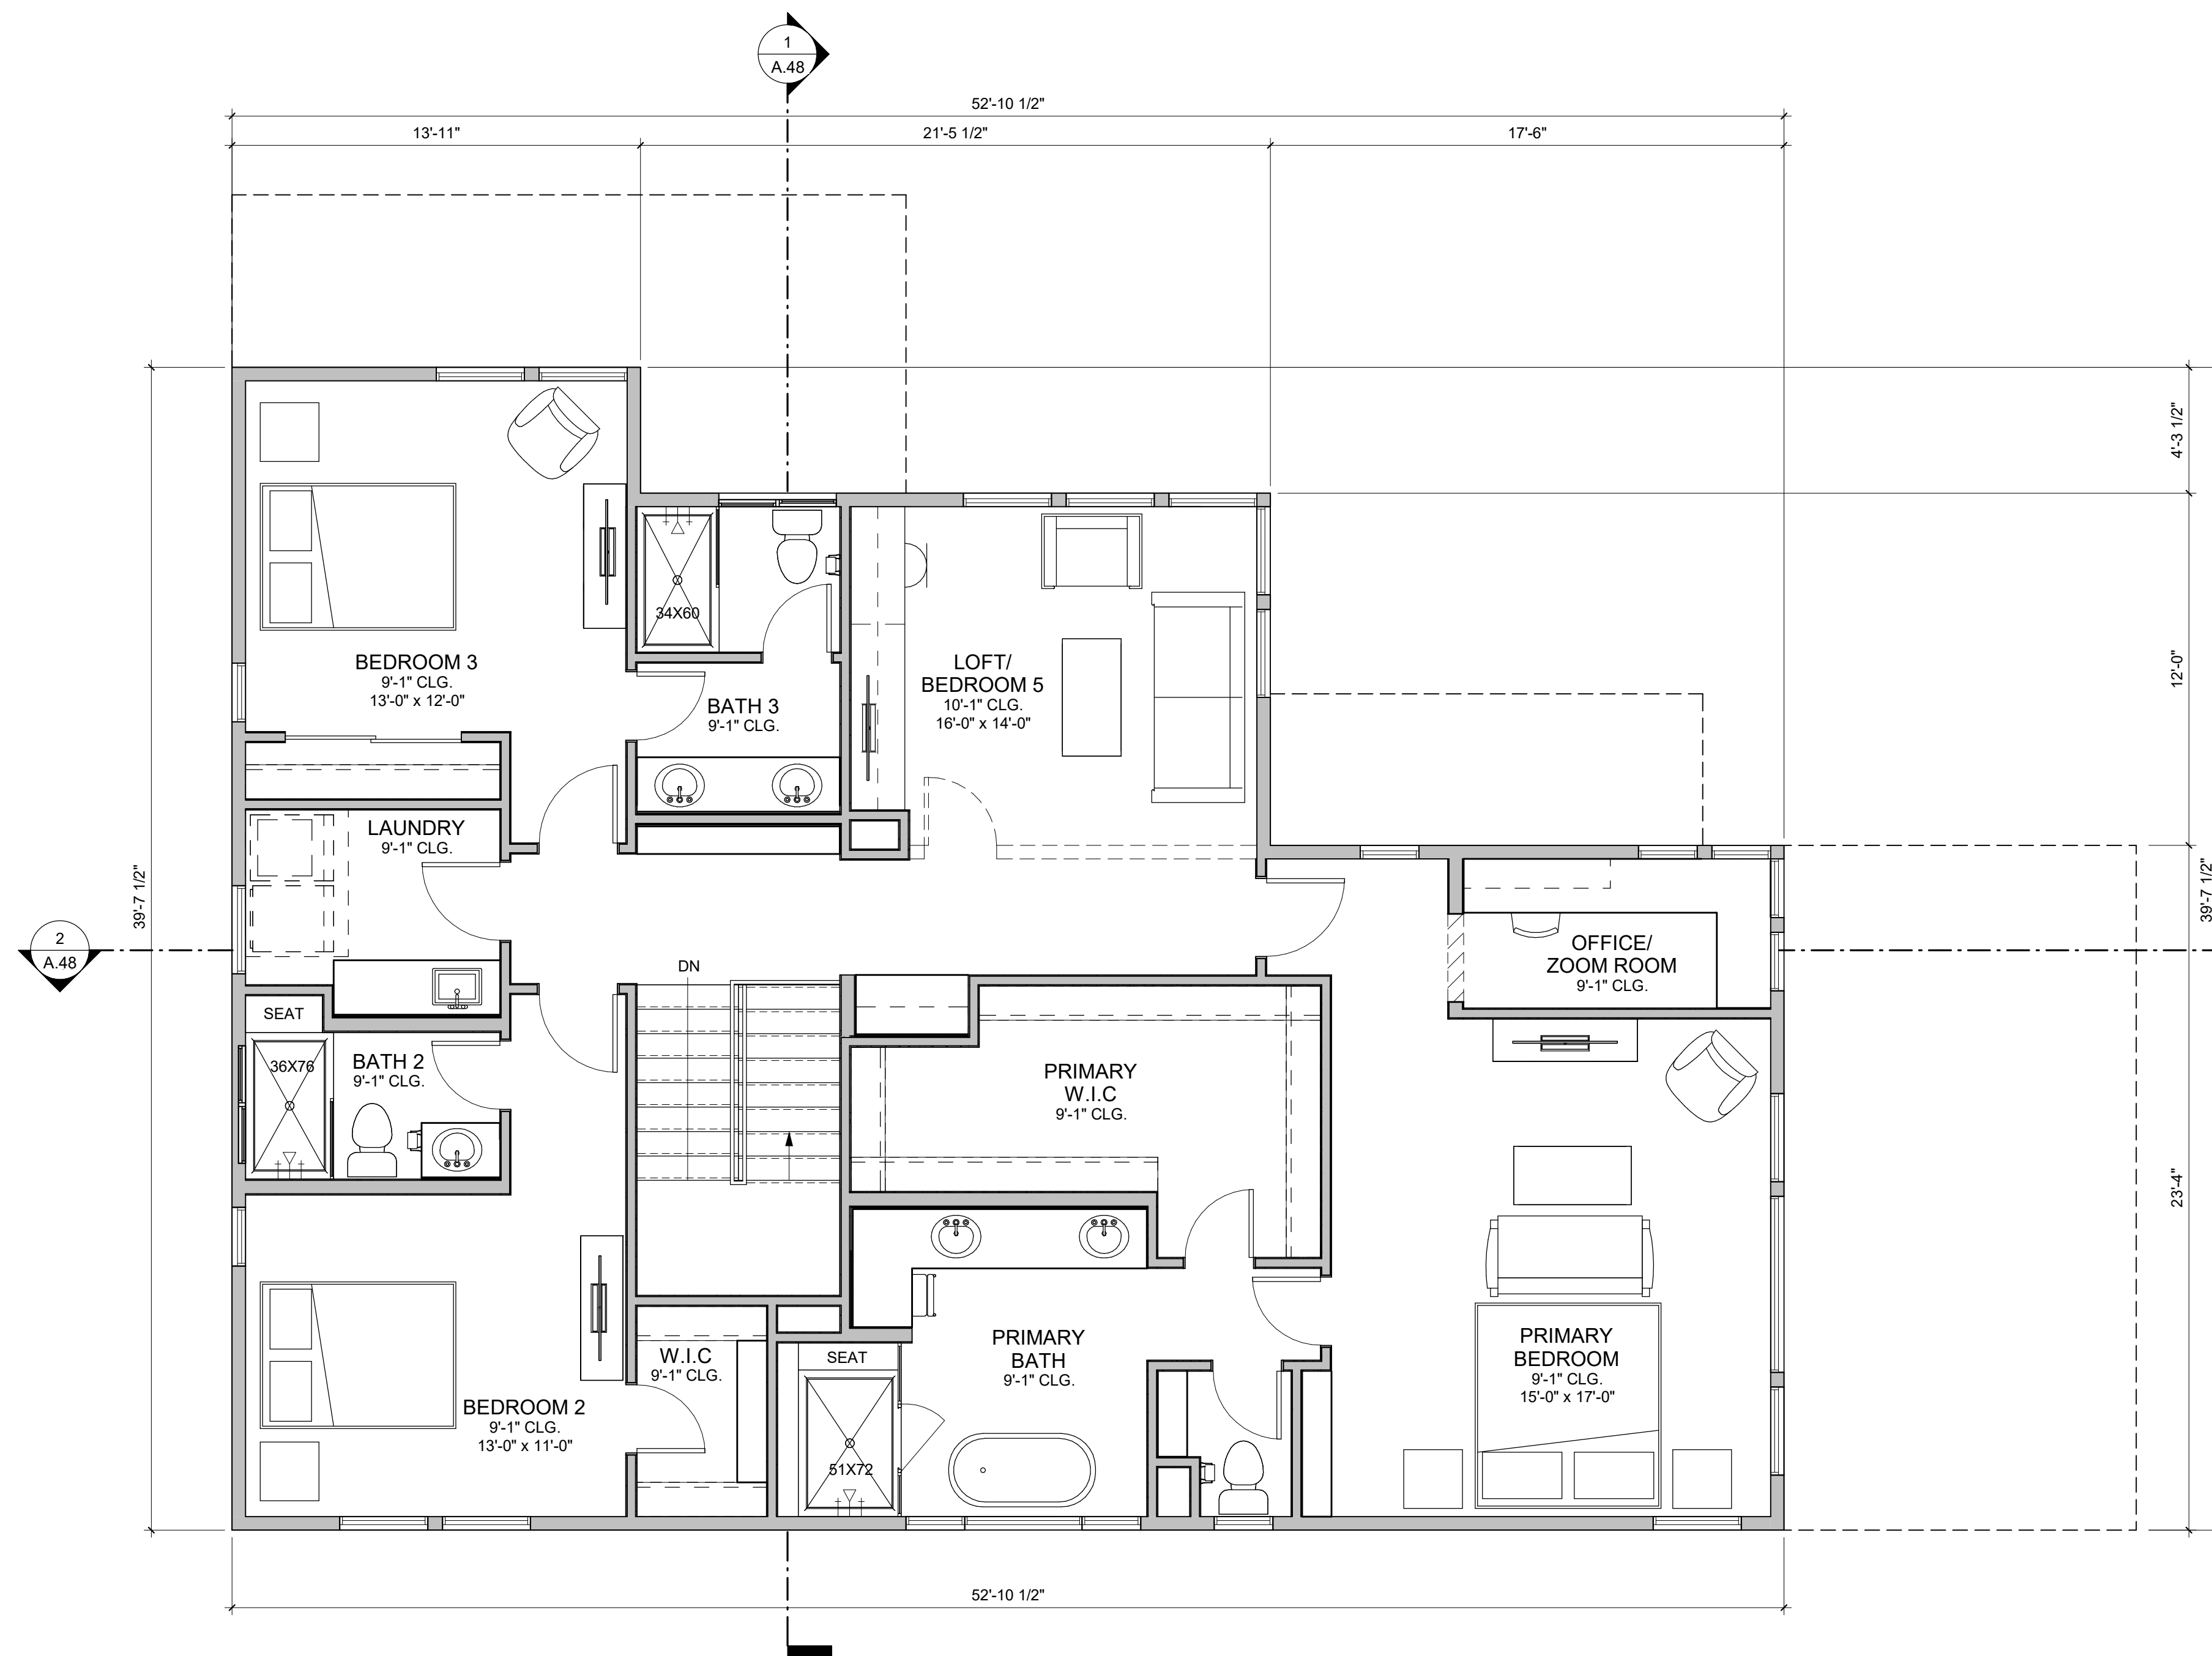 1
A.48
52'-10 1/2"
13'-11"
21'-5 1/2"
17'-6"
4'-3 1/2"
12'-0"
39'-7 1/2"
39'-7 1/2"
23'-4"
34X60
BEDROOM 3
9'-1" CLG.
13'-0" x 12'-0"
BATH 3
9'-1" CLG.
LOFT/
BEDROOM 5
10'-1" CLG.
16'-0" x 14'-0"
LAUNDRY
9'-1" CLG.
2
A.48
OFFICE/
ZOOM ROOM
9'-1" CLG.
DN
SEAT
36X76
BATH 2
9'-1" CLG.
PRIMARY
W.I.C
9'-1" CLG.
PRIMARY
BATH
9'-1" CLG.
PRIMARY
BEDROOM
9'-1" CLG.
15'-0" x 17'-0"
W.I.C
9'-1" CLG.
SEAT
51X72
BEDROOM 2
9'-1" CLG.
13'-0" x 11'-0"
52'-10 1/2"